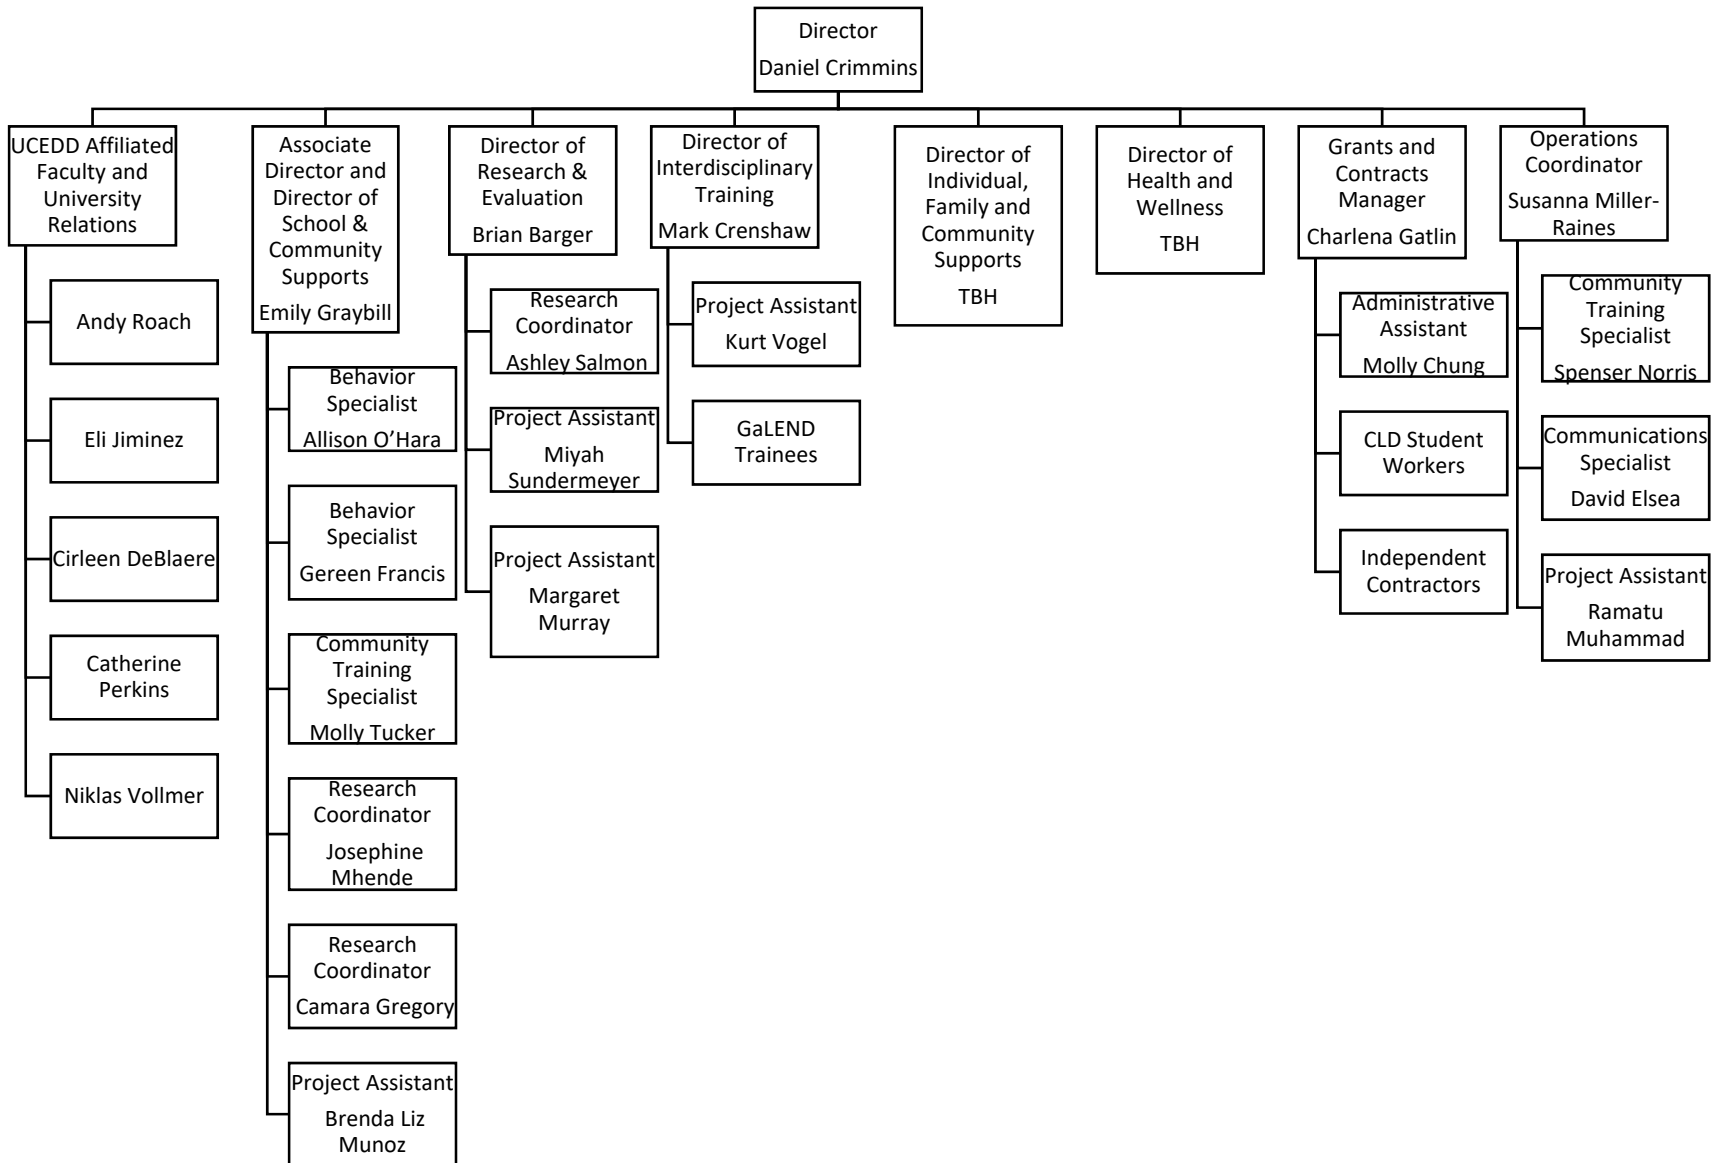 Director
Daniel Crimmins
UCEDD Affiliated
Faculty and
University
Relations
Andy Roach
Eli Jiminez
Cirleen DeBlaere
Catherine
Perkins
Niklas Vollmer
Associate
Director and
Director of
School &
Community
Supports
Emily Graybill
Behavior
Specialist
Allison O’Hara
Behavior
Specialist
Gereen Francis
Community
Training
Specialist
Molly Tucker
Research
Coordinator
Josephine
Mhende
Research
Coordinator
Camara Gregory
Project Assistant
Brenda Liz
Munoz
Director of
Research &
Evaluation
Brian Barger
Research
Coordinator
Ashley Salmon
Project Assistant
Miyah
Sundermeyer
Project Assistant
Margaret
Murray
Director of
Interdisciplinary
Training
Mark Crenshaw
Project Assistant
Kurt Vogel
GaLEND
Trainees
Director of
Individual,
Family and
Community
Supports
TBH
Director of
Health and
Wellness
TBH
Grants and
Contracts
Manager
Charlena Gatlin
Administrative
Assistant
Molly Chung
CLD Student
Workers
Independent
Contractors
Operations
Coordinator
Susanna Miller-
Raines
Community
Training
Specialist
Spenser Norris
Communications
Specialist
David Elsea
Project Assistant
Ramatu
Muhammad